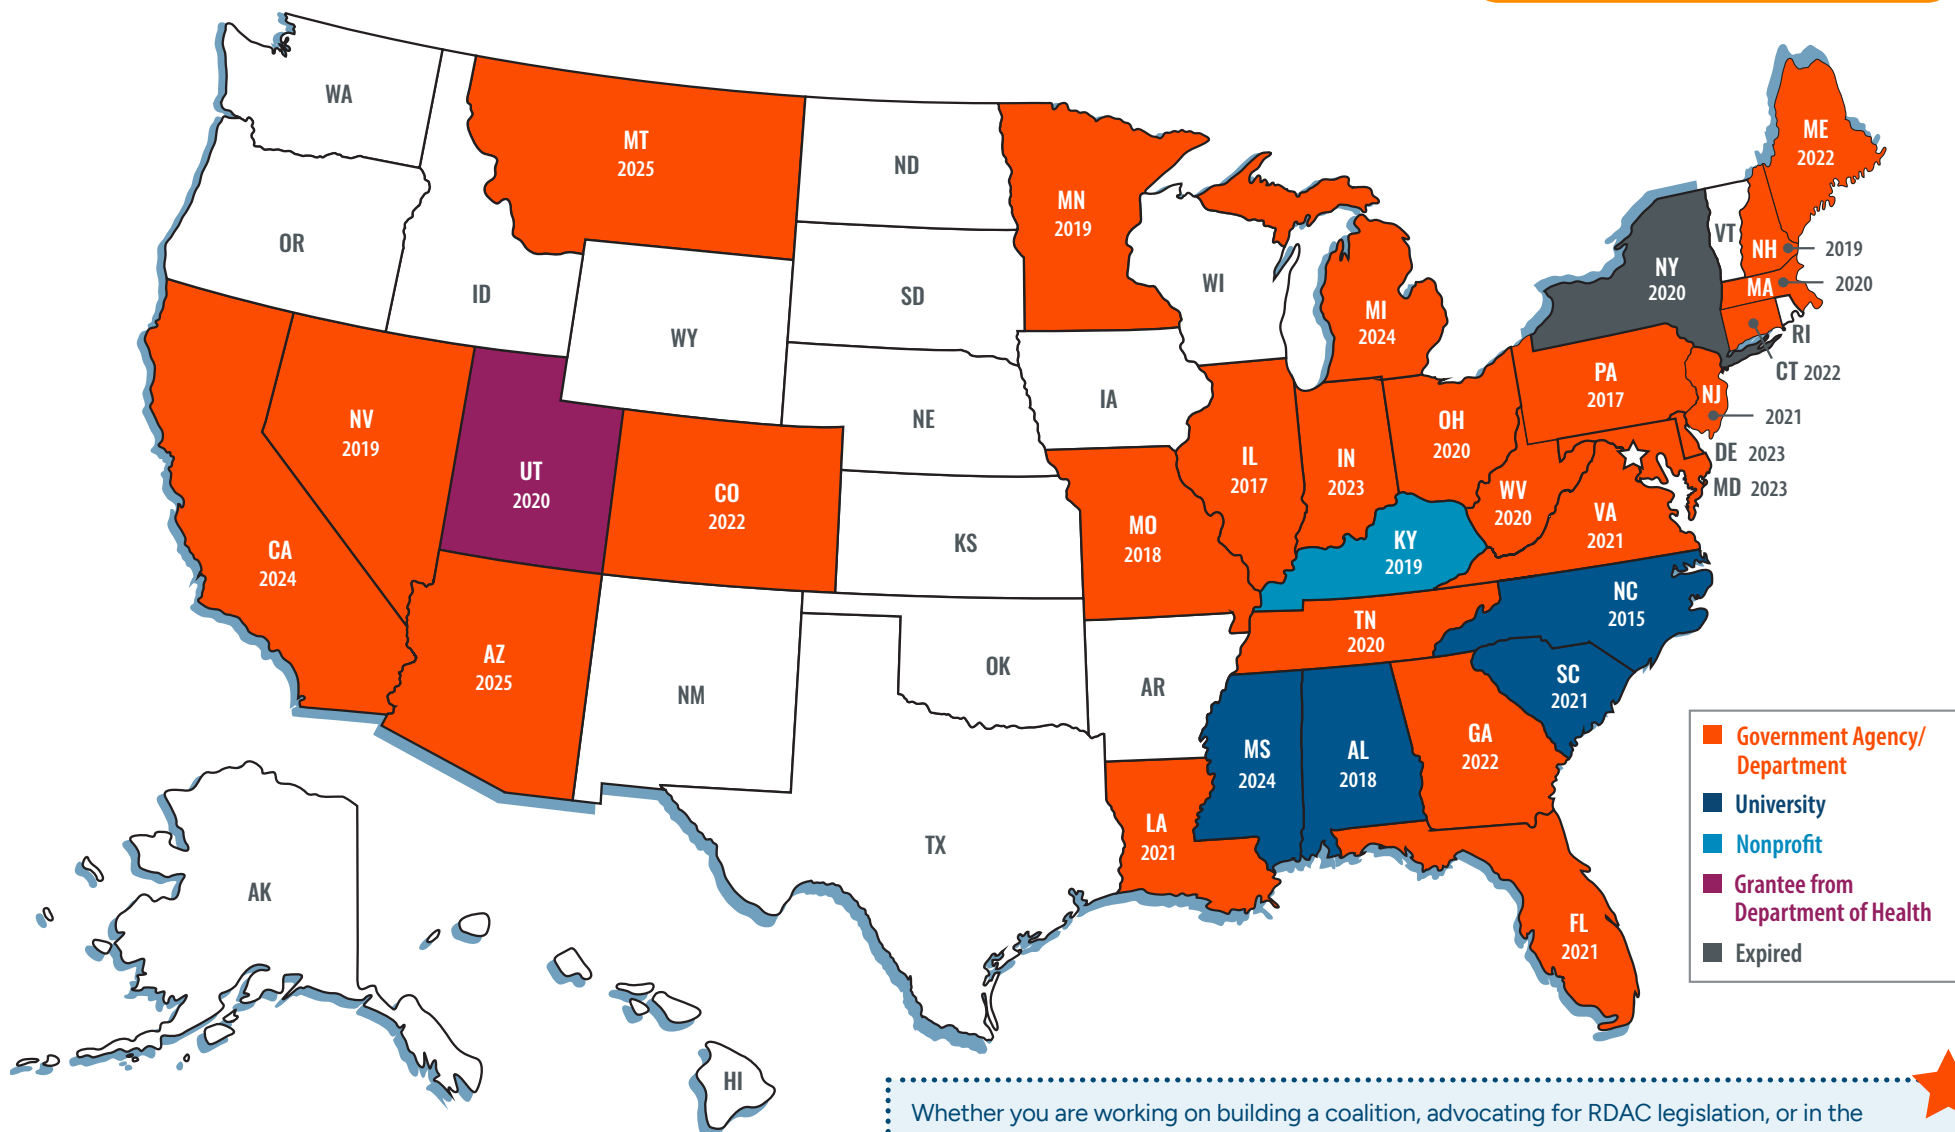 WA
MT
2025
ND
MN
2019
ME
2022
OR
ID
SD
WI
VT
NH
2019
NY
2020
MA
2020
MI
2024
RI
CT 2022
WY
NE
IA
PA
2017
NJ
2021
NV
2019
UT
2020
CO
2022
IL
2017
IN
2023
OH
2020
DE 2023
MD 2023
WV
2020
VA
2021
CA
2024
KS
MO
2018
KY
2019
NC
2015
AZ
2025
NM
OK
AR
TN
2020
SC
2021
MS
2024
AL
2018
GA
2022
TX
LA
2021
FL
2021
AK
HI
Government Agency/
Department
University
Nonprofit
Grantee from
Department of Health
Expired
Whether you are working on building a coalition, advocating for RDAC legislation, or in the